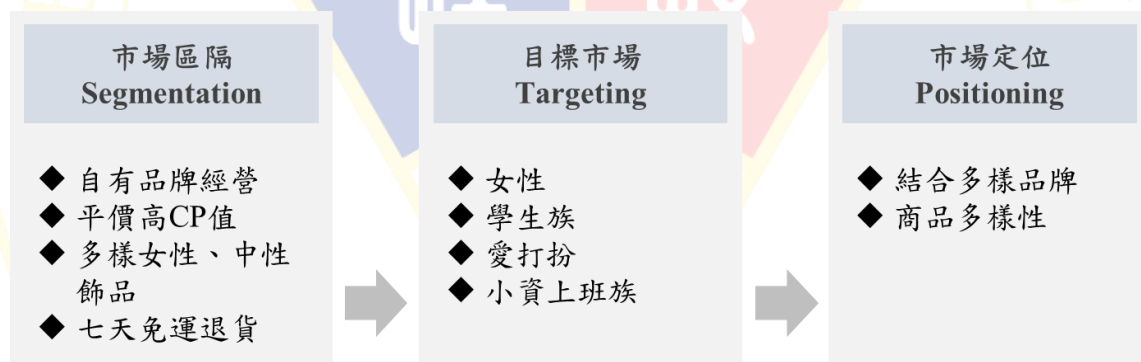 市場區隔
Segmentation
◆ 自有品牌經營
◆ 平價高CP值
◆ 多樣女性、中性
飾品
◆ 七天免運退貨
目標市場
Targeting
◆ 女性
◆ 學生族
◆ 愛打扮
◆ 小資上班族
市場定位
Positioning
◆ 結合多樣品牌
◆ 商品多樣性